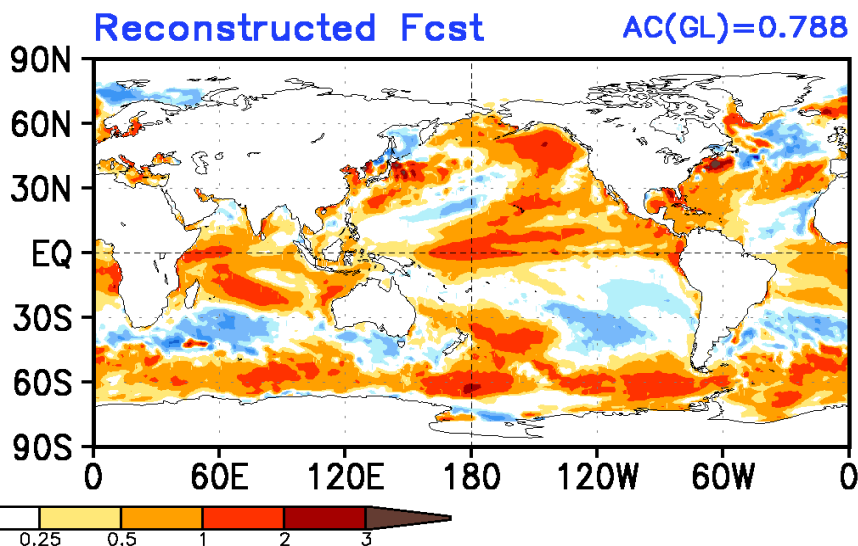 Reconstructed Fcst AC(GL)=0.788
90N
60N
30N
EQ
30S
60S
90S
0 60E 120E 180 120W 60W 0
0.25 0.5 1 2 3